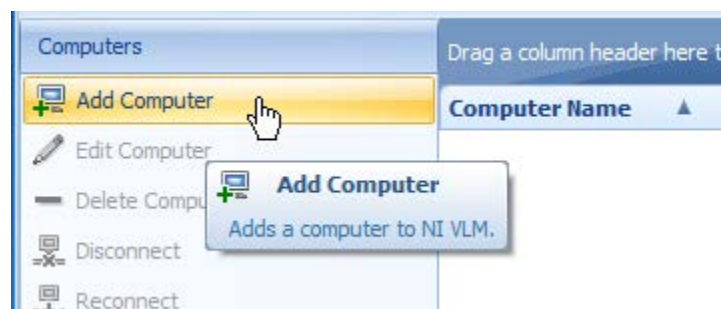 Computers
Drag a column header here t
Add Computer
Computer Name
Edit Computer
Add Computer
Delete Compu
Adds a computer to NI VLM.
Disconnect
Reconnect